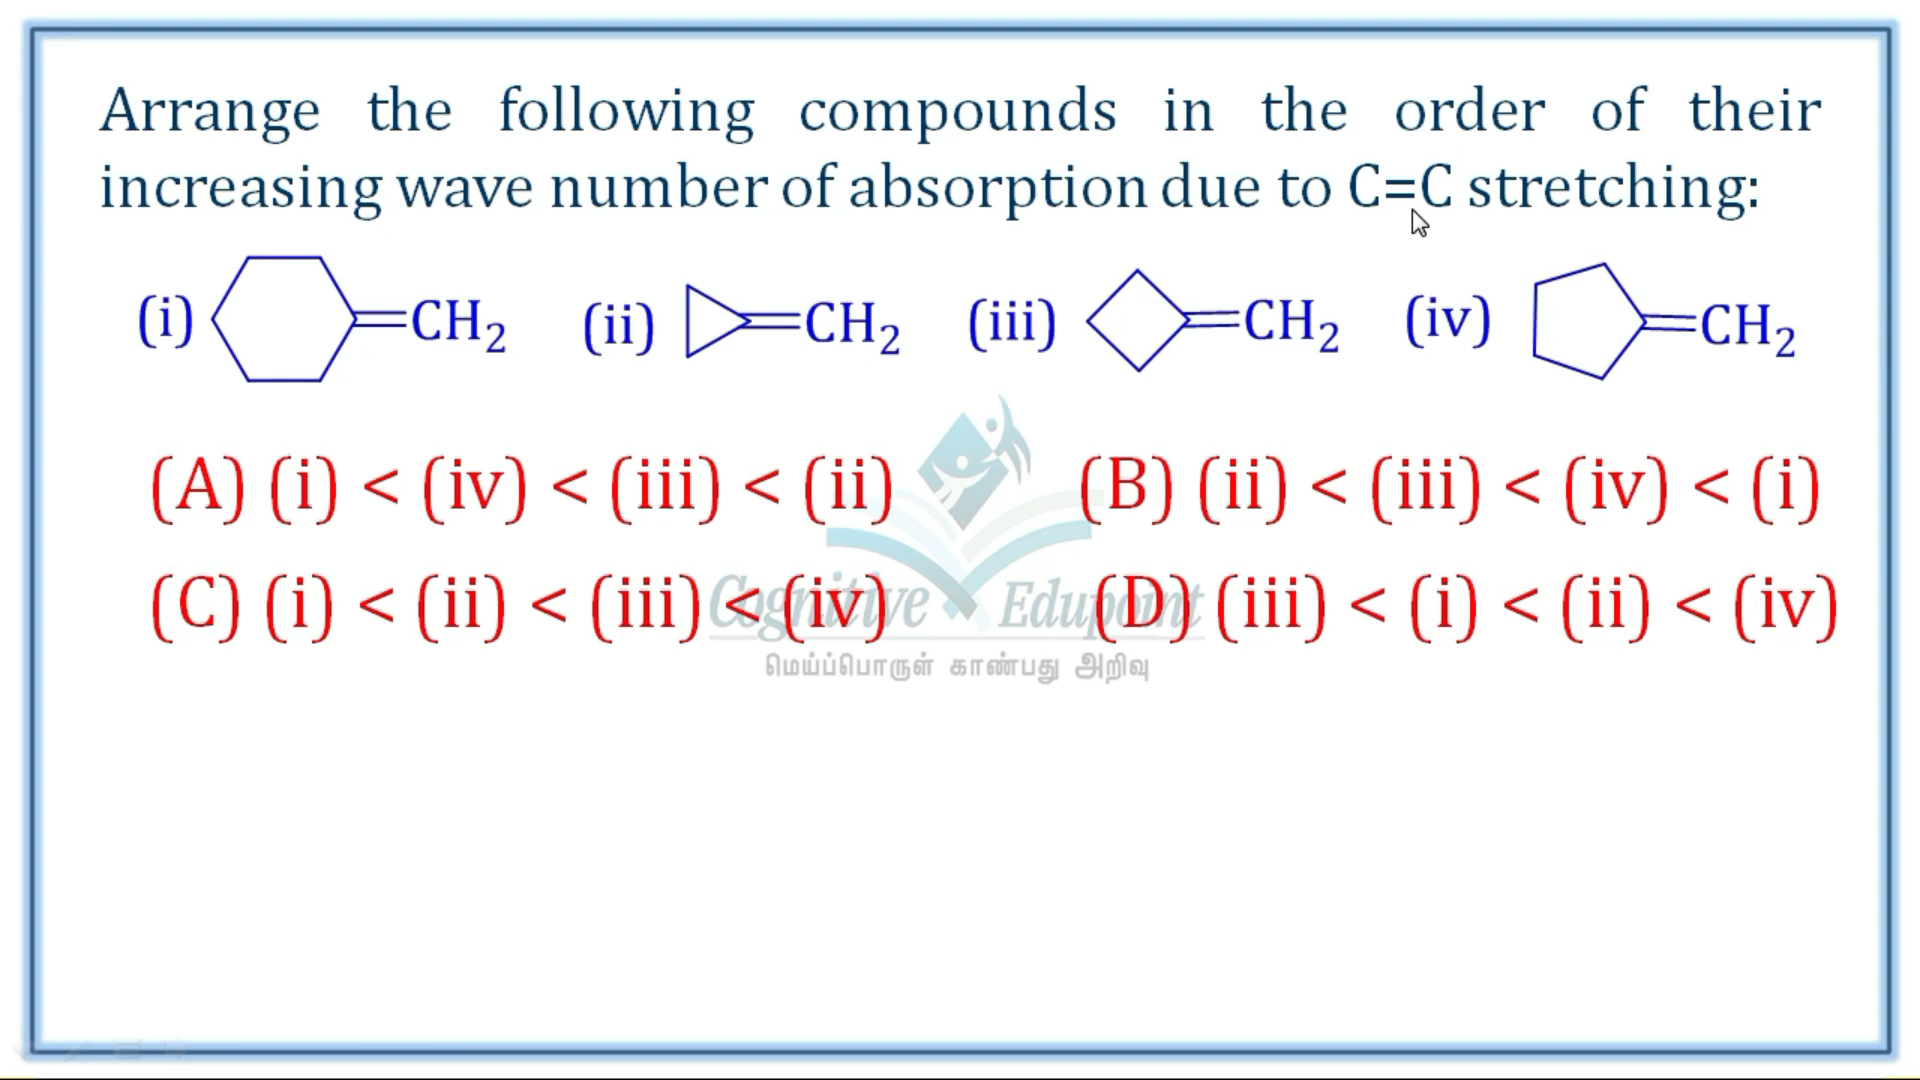 Arrange the following compounds in the order of their
increasing wave number of absorption due to C=C stretching:
(i) =CH₂ (ii) =CH₂ (iii) =CH₂ (iv) =CH₂
(A) (i) < (iv) < (iii) < (ii) (B) (ii) < (iii) < (iv) < (i)
(C) (i) < (ii) < (iii) < (iv) (D) (iii) < (i) < (ii) < (iv)
Cognitive Edupoint
மெய்ப்பொருள் காண்பது அறிவு